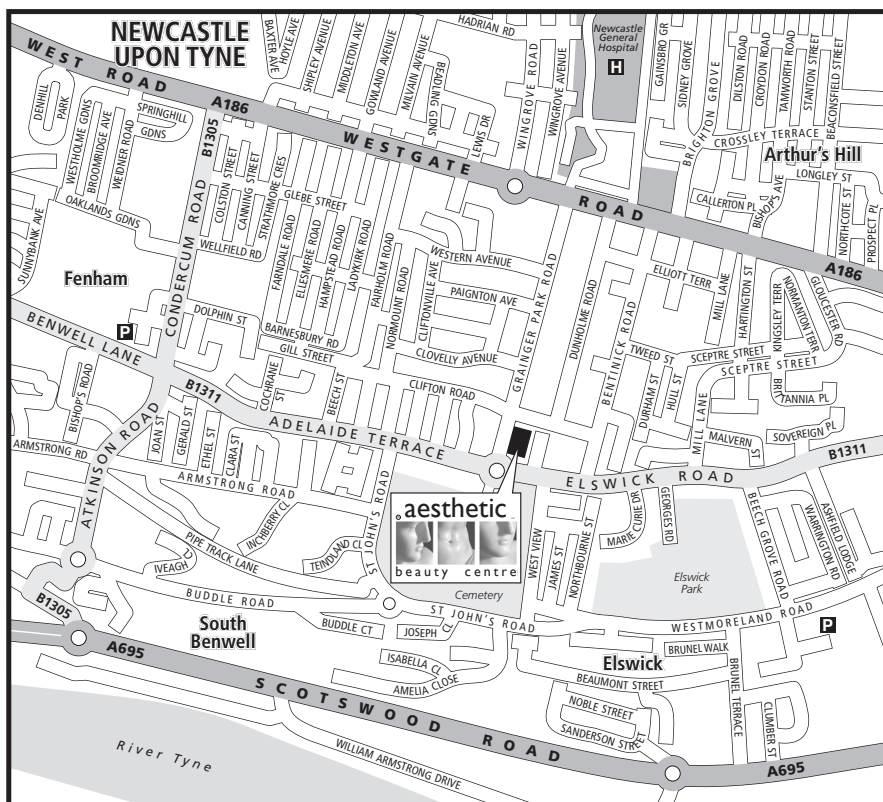 NEWCASTLE
UPON TYNE
WEST ROAD
A186
WESTGATE
ROAD
A186
BAXTER AVE
HOYLE AVE
SHIPLEY AVENUE
MIDDLETON AVE
GOWLAND AVENUE
MILVAIN AVENUE
BEADLING GDNS
HADRIAN RD
LEWIS DR
WINGROVE ROAD
WINGROVE AVENUE
Newcastle
General
Hospital
H
GAINSBRO GR
SIDNEY GROVE
BRIGHTON GROVE
DILSTON ROAD
CROYDON ROAD
TAMWORTH ROAD
STANTON STREET
BEACONSFIELD STREET
CROSSLEY TERRACE
Arthur's Hill
LONGLEY ST
CALLERTON PL
BISHOP'S AVE
NORTHCOTE ST
PROSPECT PL
DENHILL
PARK
WESTHOLME GDNS
BROOMRIDGE AVE
WEIDNER ROAD
SPRINGHILL
GDNS
OAKLANDS GDNS
SUNNYBANK AVE
B1305
CONDERCUM ROAD
COLSTON STREET
CANNING STREET
STRATHMORE CRES
GLEBE STREET
WELLFIELD RD
FARNDALE ROAD
ELLESMERE ROAD
HAMPSTEAD ROAD
LADYKIRK ROAD
FAIRHOLM ROAD
NORMOUNT ROAD
CLIFTONVILLE AVE
WESTERN AVENUE
PAIGNTON AVE
CLOVELLY AVENUE
GRAINGER PARK ROAD
DUNHOLME ROAD
BENTINICK ROAD
ELLIOTT TERR
MILL LANE
HARTINGTON ST
KINGSLEY TERR
NORMANTON TERR
GLOUCESTER RD
Fenham
P
DOLPHIN ST
BARNESBURY RD
GILL STREET
BENWELL LANE
B1311
COCHRANE
ST
BEECH ST
CLIFTON ROAD
TWEED ST
SCEPTRE STREET
SCEPTRE STREET
DURHAM ST
HULL ST
MILL LANE
BRITTANNIA PL
MALVERN
ST
SOVEREIGN PL
BISHOP'S ROAD
ARMSTRONG RD
ATKINSON ROAD
JOAN ST
GERALD ST
ETHEL ST
CLARA ST
ADELAIDE TERRACE
ELSWICK ROAD
B1311
ARMSTRONG ROAD
INCHBERRY CL
TEINDLAND CL
ST JOHN'S ROAD
PIPE TRACK LANE
IVEAGH
CL
BUDDLE ROAD
aesthetic
beauty centre
Cemetery
WEST VIEW
JAMES ST
NORTHBOURNE ST
MARIE CURIE DR
GEORGES RD
BEECH GROVE ROAD
WARRINGTON RD
ASHFIELD LODGE
Elswick
Park
B1305
South
Benwell
BUDDLE CT
JOSEPH
CL
ST JOHN'S ROAD
WESTMORELAND ROAD
P
ISABELLA CL
AMELIA CLOSE
Elswick
BRUNEL WALK
BEAUMONT STREET
BRUNEL TERRACE
NOBLE STREET
SANDERSON STREET
CLUMBER ST
A695
SCOTSWOOD ROAD
A695
River Tyne
WILLIAM ARMSTRONG DRIVE